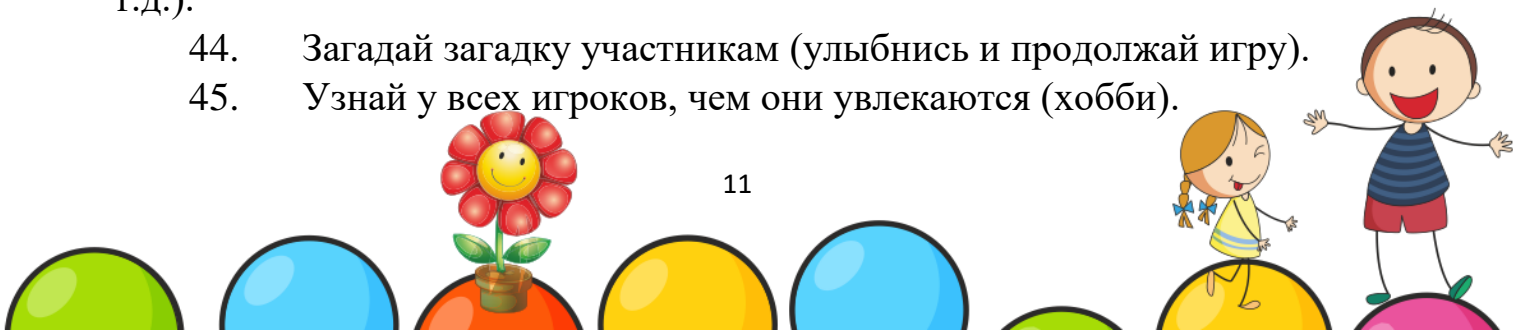 т.д.).
44. Загадай загадку участникам (улыбнись и продолжай игру).
45. Узнай у всех игроков, чем они увлекаются (хобби).
11